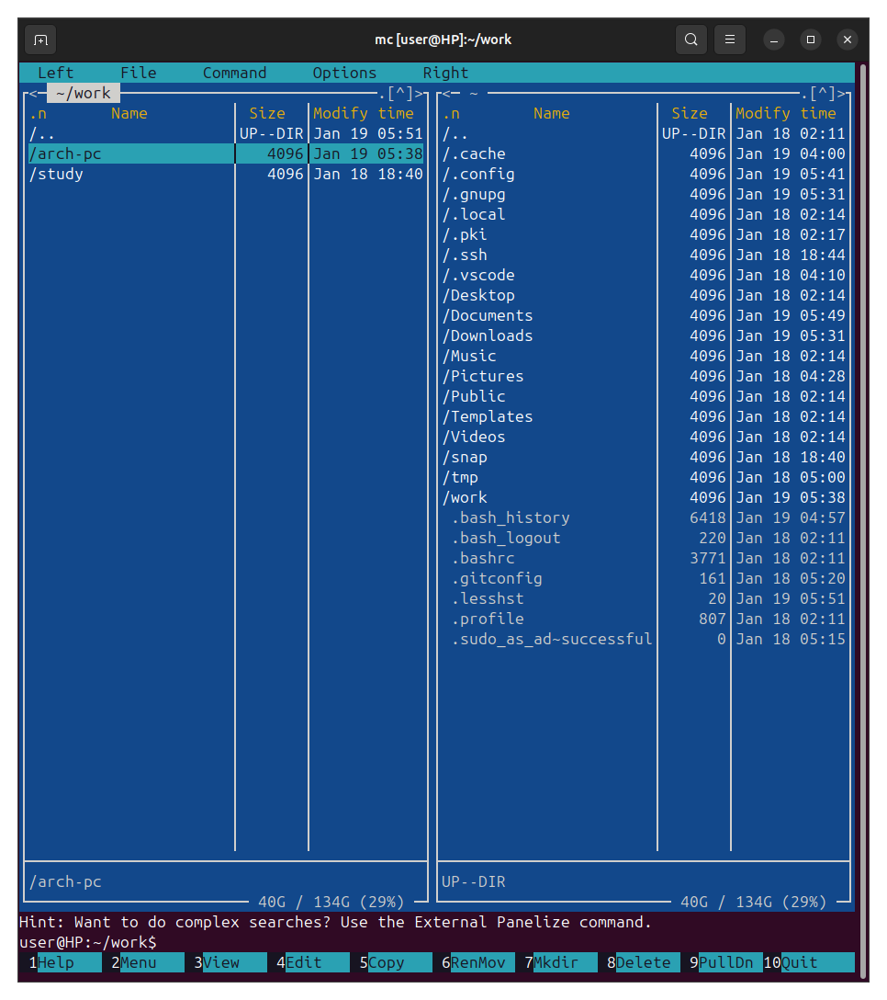 mc [user@HP]:~/work
Left File Command Options Right
<─ ~/work ─.[^]>
.n Name Size Modify time
/.. UP--DIR Jan 19 05:51
/arch-pc 4096 Jan 19 05:38
/study 4096 Jan 18 18:40
/arch-pc
40G / 134G (29%)
<─ ~ ─.[^]>
.n Name Size Modify time
/.. UP--DIR Jan 18 02:11
/.cache 4096 Jan 19 04:00
/.config 4096 Jan 19 05:41
/.gnupg 4096 Jan 19 05:31
/.local 4096 Jan 18 02:14
/.pki 4096 Jan 18 02:17
/.ssh 4096 Jan 18 18:44
/.vscode 4096 Jan 18 04:10
/Desktop 4096 Jan 18 02:14
/Documents 4096 Jan 19 05:49
/Downloads 4096 Jan 19 05:31
/Music 4096 Jan 18 02:14
/Pictures 4096 Jan 18 04:28
/Public 4096 Jan 18 02:14
/Templates 4096 Jan 18 02:14
/Videos 4096 Jan 18 02:14
/snap 4096 Jan 18 18:40
/tmp 4096 Jan 18 05:00
/work 4096 Jan 19 05:38
.bash_history 6418 Jan 19 04:57
.bash_logout 220 Jan 18 02:11
.bashrc 3771 Jan 18 02:11
.gitconfig 161 Jan 18 05:20
.lesshst 20 Jan 19 05:51
.profile 807 Jan 18 02:11
.sudo_as_ad~successful 0 Jan 18 05:15
UP--DIR
40G / 134G (29%)
Hint: Want to do complex searches? Use the External Panelize command.
user@HP:~/work$
1Help 2Menu 3View 4Edit 5Copy 6RenMov 7Mkdir 8Delete 9PullDn 10Quit